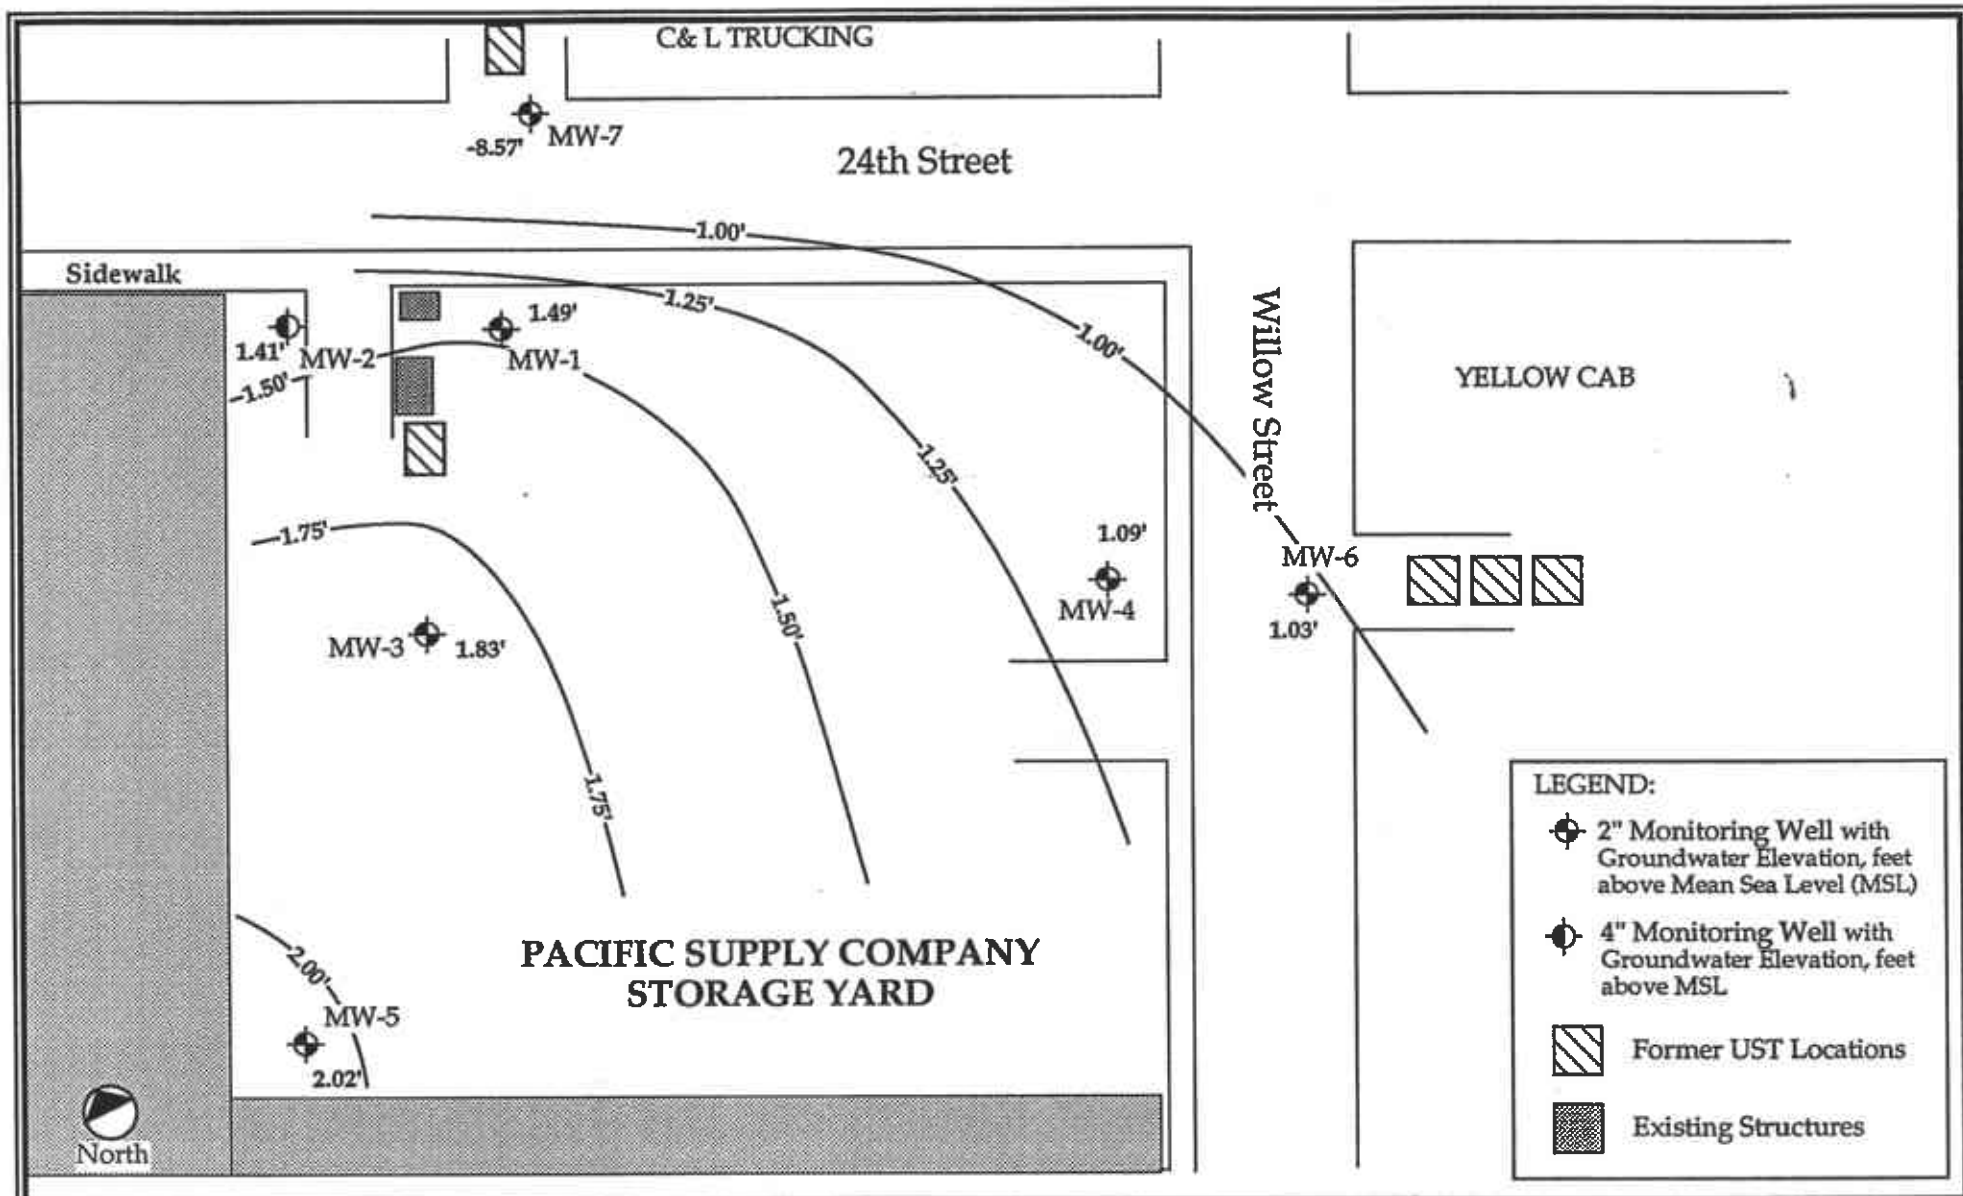 C& L TRUCKING
MW-7
-8.57'
24th Street
1.00'
Sidewalk
1.25'
1.49'
1.41'
MW-2
MW-1
1.00'
Willow Street
YELLOW CAB
-1.50'
1.25'
1.75'
1.09'
MW-6
MW-4
1.50'
1.03'
MW-3
1.83'
1.75'
PACIFIC SUPPLY COMPANY
STORAGE YARD
2.00'
MW-5
2.02'
North
LEGEND:
2" Monitoring Well with
Groundwater Elevation, feet
above Mean Sea Level (MSL)
4" Monitoring Well with
Groundwater Elevation, feet
above MSL
Former UST Locations
Existing Structures